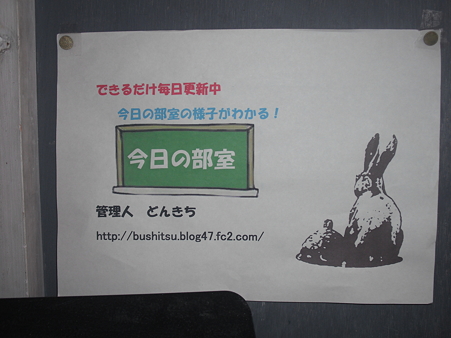 できるだけ毎日更新中
今日の部室の様子がわかる！
今日の部室
管理人　どんきち
http://bushitsu.blog47.fc2.com/